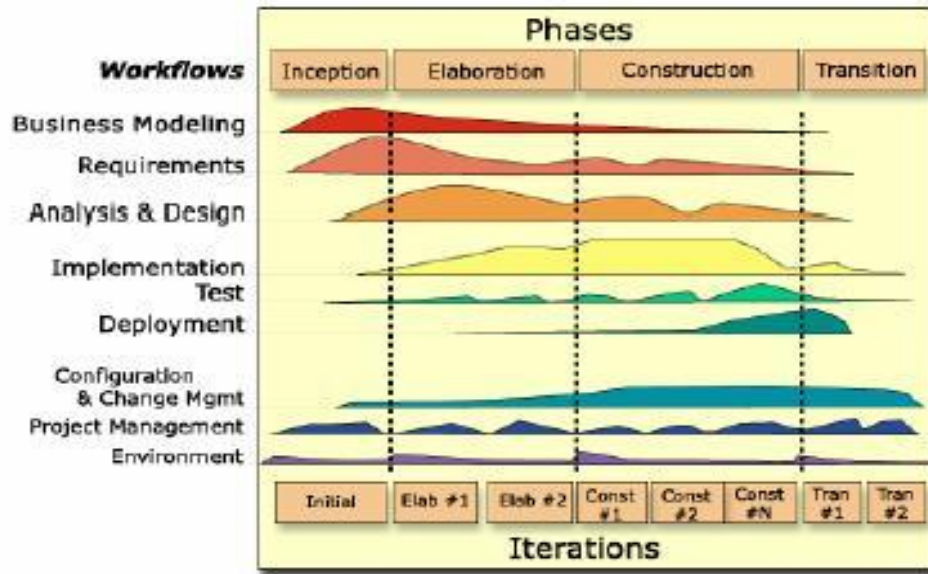 Phases
Workflows
Inception
Elaboration
Construction
Transition
Business Modeling
Requirements
Analysis & Design
Implementation
Test
Deployment
Configuration
& Change Mgmt
Project Management
Environment
Initial
Elab #1
Elab #2
Const
#1
Const
#2
Const
#N
Tran
#1
Tran
#2
Iterations